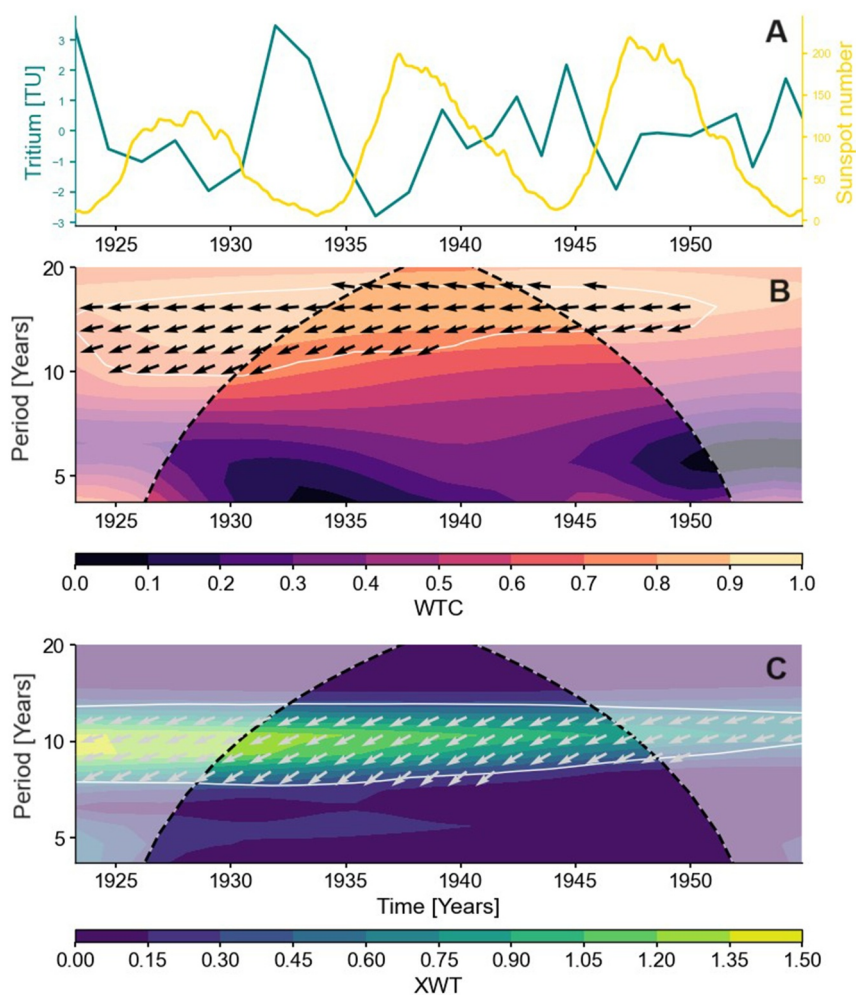 A
Tritium [TU]
3
2
1
0
−1
−2
−3
Sunspot number
200
150
100
50
0
1925 1930 1935 1940 1945 1950
B
Period [Years]
20
10
5
1925 1930 1935 1940 1945 1950
0.0 0.1 0.2 0.3 0.4 0.5 0.6 0.7 0.8 0.9 1.0
WTC
C
Period [Years]
20
10
5
1925 1930 1935 1940 1945 1950
Time [Years]
0.00 0.15 0.30 0.45 0.60 0.75 0.90 1.05 1.20 1.35 1.50
XWT